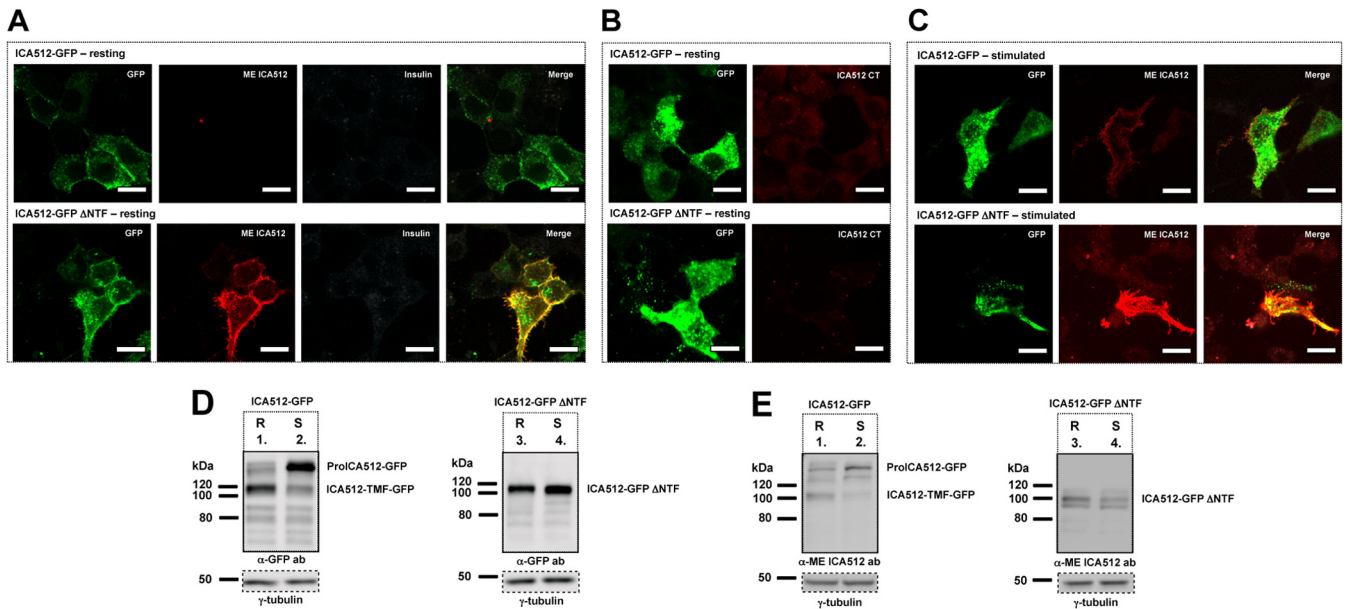 A
ICA512-GFP – resting
GFP
ME ICA512
Insulin
Merge
ICA512-GFP ΔNTF – resting
GFP
ME ICA512
Insulin
Merge
B
ICA512-GFP – resting
GFP
ICA512 CT
ICA512-GFP ΔNTF – resting
GFP
ICA512 CT
C
ICA512-GFP – stimulated
GFP
ME ICA512
Merge
ICA512-GFP ΔNTF – stimulated
GFP
ME ICA512
Merge
D
ICA512-GFP
R S
1. 2.
kDa
120
100
80
ProICA512-GFP
ICA512-TMF-GFP
α-GFP ab
50
γ-tubulin
ICA512-GFP ΔNTF
R S
3. 4.
kDa
120
100
80
ICA512-GFP ΔNTF
α-GFP ab
50
γ-tubulin
E
ICA512-GFP
R S
1. 2.
kDa
120
100
80
ProICA512-GFP
ICA512-TMF-GFP
α-ME ICA512 ab
50
γ-tubulin
ICA512-GFP ΔNTF
R S
3. 4.
kDa
120
100
80
ICA512-GFP ΔNTF
α-ME ICA512 ab
50
γ-tubulin